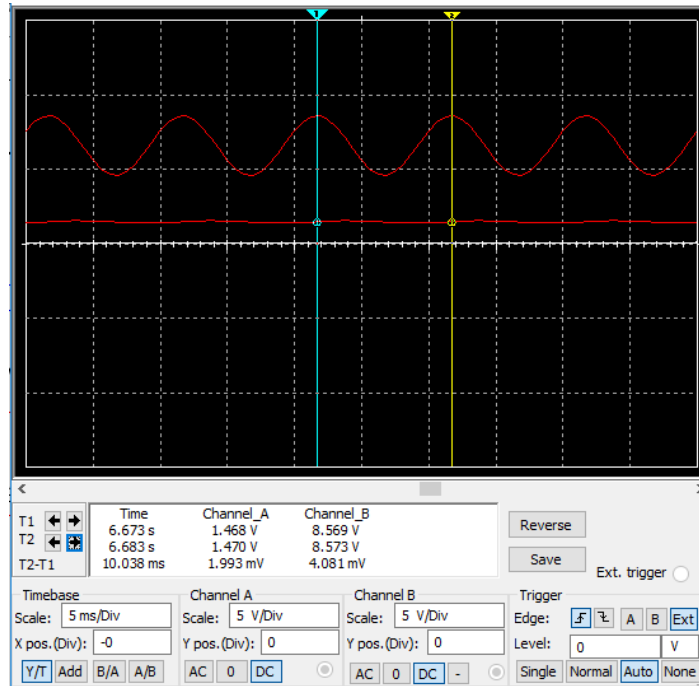 1 2
T1 Time Channel_A Channel_B Reverse
6.673 s 1.468 V 8.569 V
T2 6.683 s 1.470 V 8.573 V
T2-T1 10.038 ms 1.993 mV 4.081 mV Save
Ext. trigger
Timebase Channel A Channel B Trigger
Scale: 5 ms/Div Scale: 5 V/Div Scale: 5 V/Div Edge: A B Ext
X pos.(Div): -0 Y pos.(Div): 0 Y pos.(Div): 0 Level: 0 V
Y/T Add B/A A/B AC 0 DC AC 0 DC - Single Normal Auto None